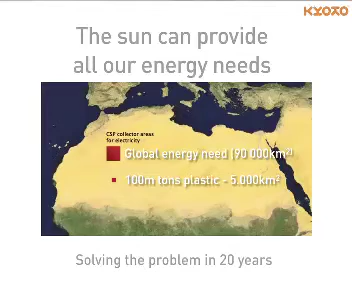 KYOTO
The sun can provide
all our energy needs
CSP collector areas
for electricity
Global energy need (90 000km²)
100m tons plastic - 5.000km²
Solving the problem in 20 years